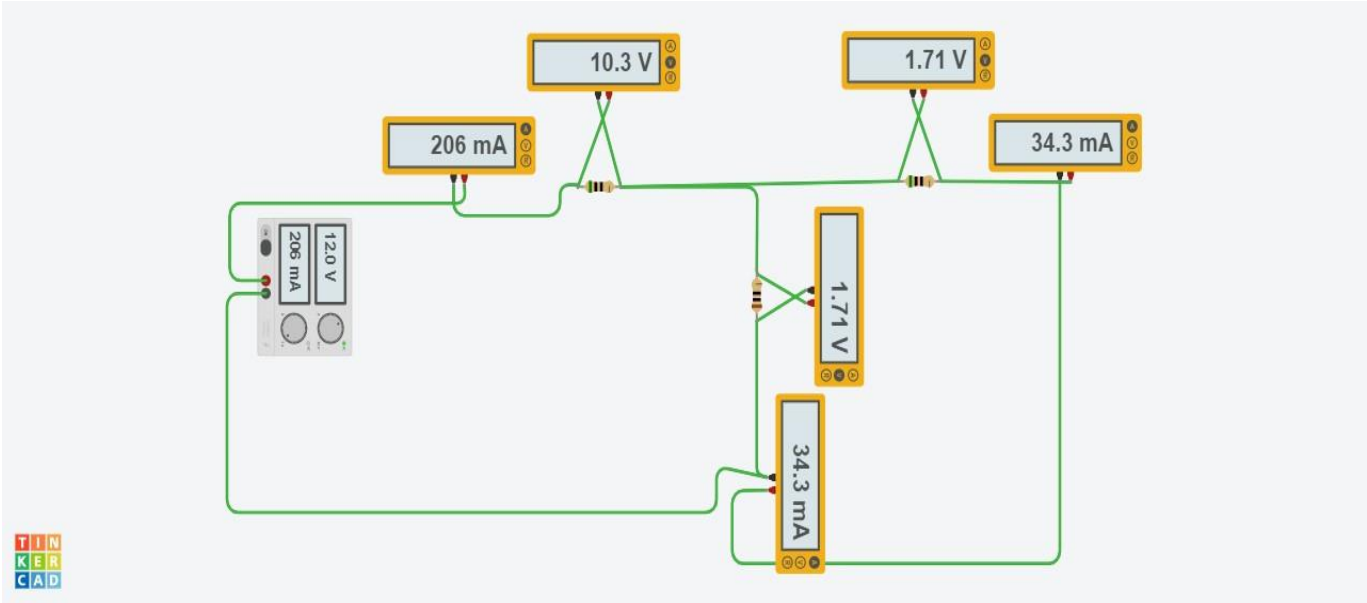 10.3 V
1.71 V
206 mA
34.3 mA
12.0 V
206 mA
1.71 V
34.3 mA
TIN
KER
CAD